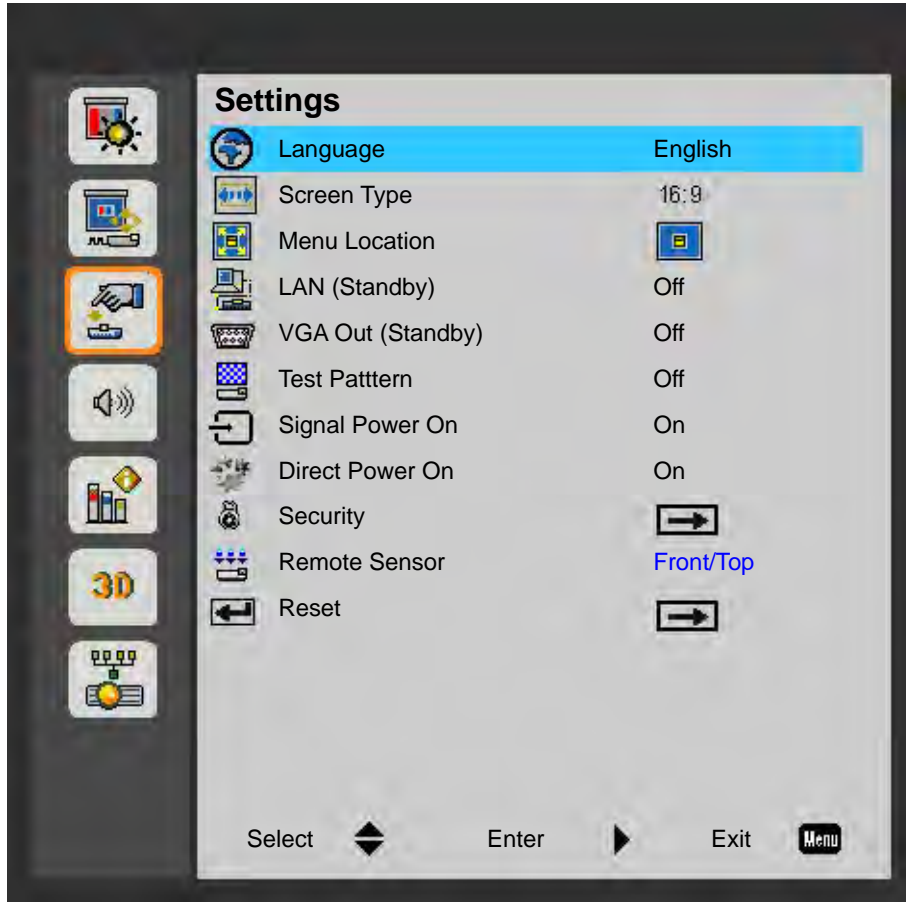 Settings
Language English
Screen Type 16:9
Menu Location
LAN (Standby) Off
VGA Out (Standby) Off
Test Patttern Off
Signal Power On On
Direct Power On On
Security
Remote Sensor Front/Top
3D
Reset
Select Enter Exit Menu